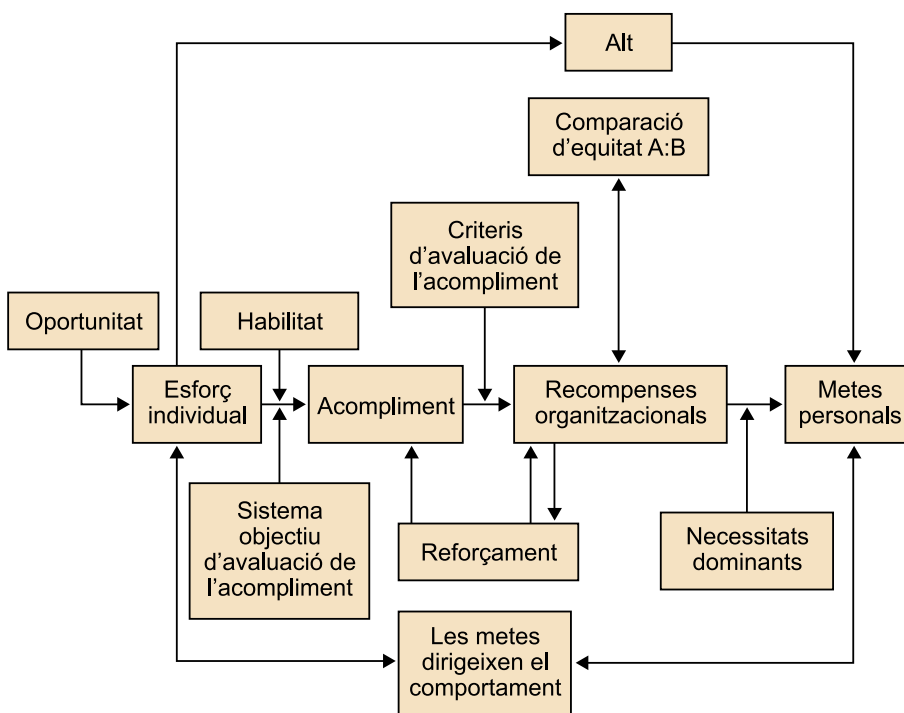 Alt
Comparació
d'equitat A:B
Criteris
d'avaluació de
l'acompliment
Oportunitat
Habilitat
Esforç
individual
Acompliment
Recompenses
organitzacionals
Metes
personals
Sistema
objectiu
d'avaluació de
l'acompliment
Reforçament
Necessitats
dominants
Les metes
dirigeixen el
comportament